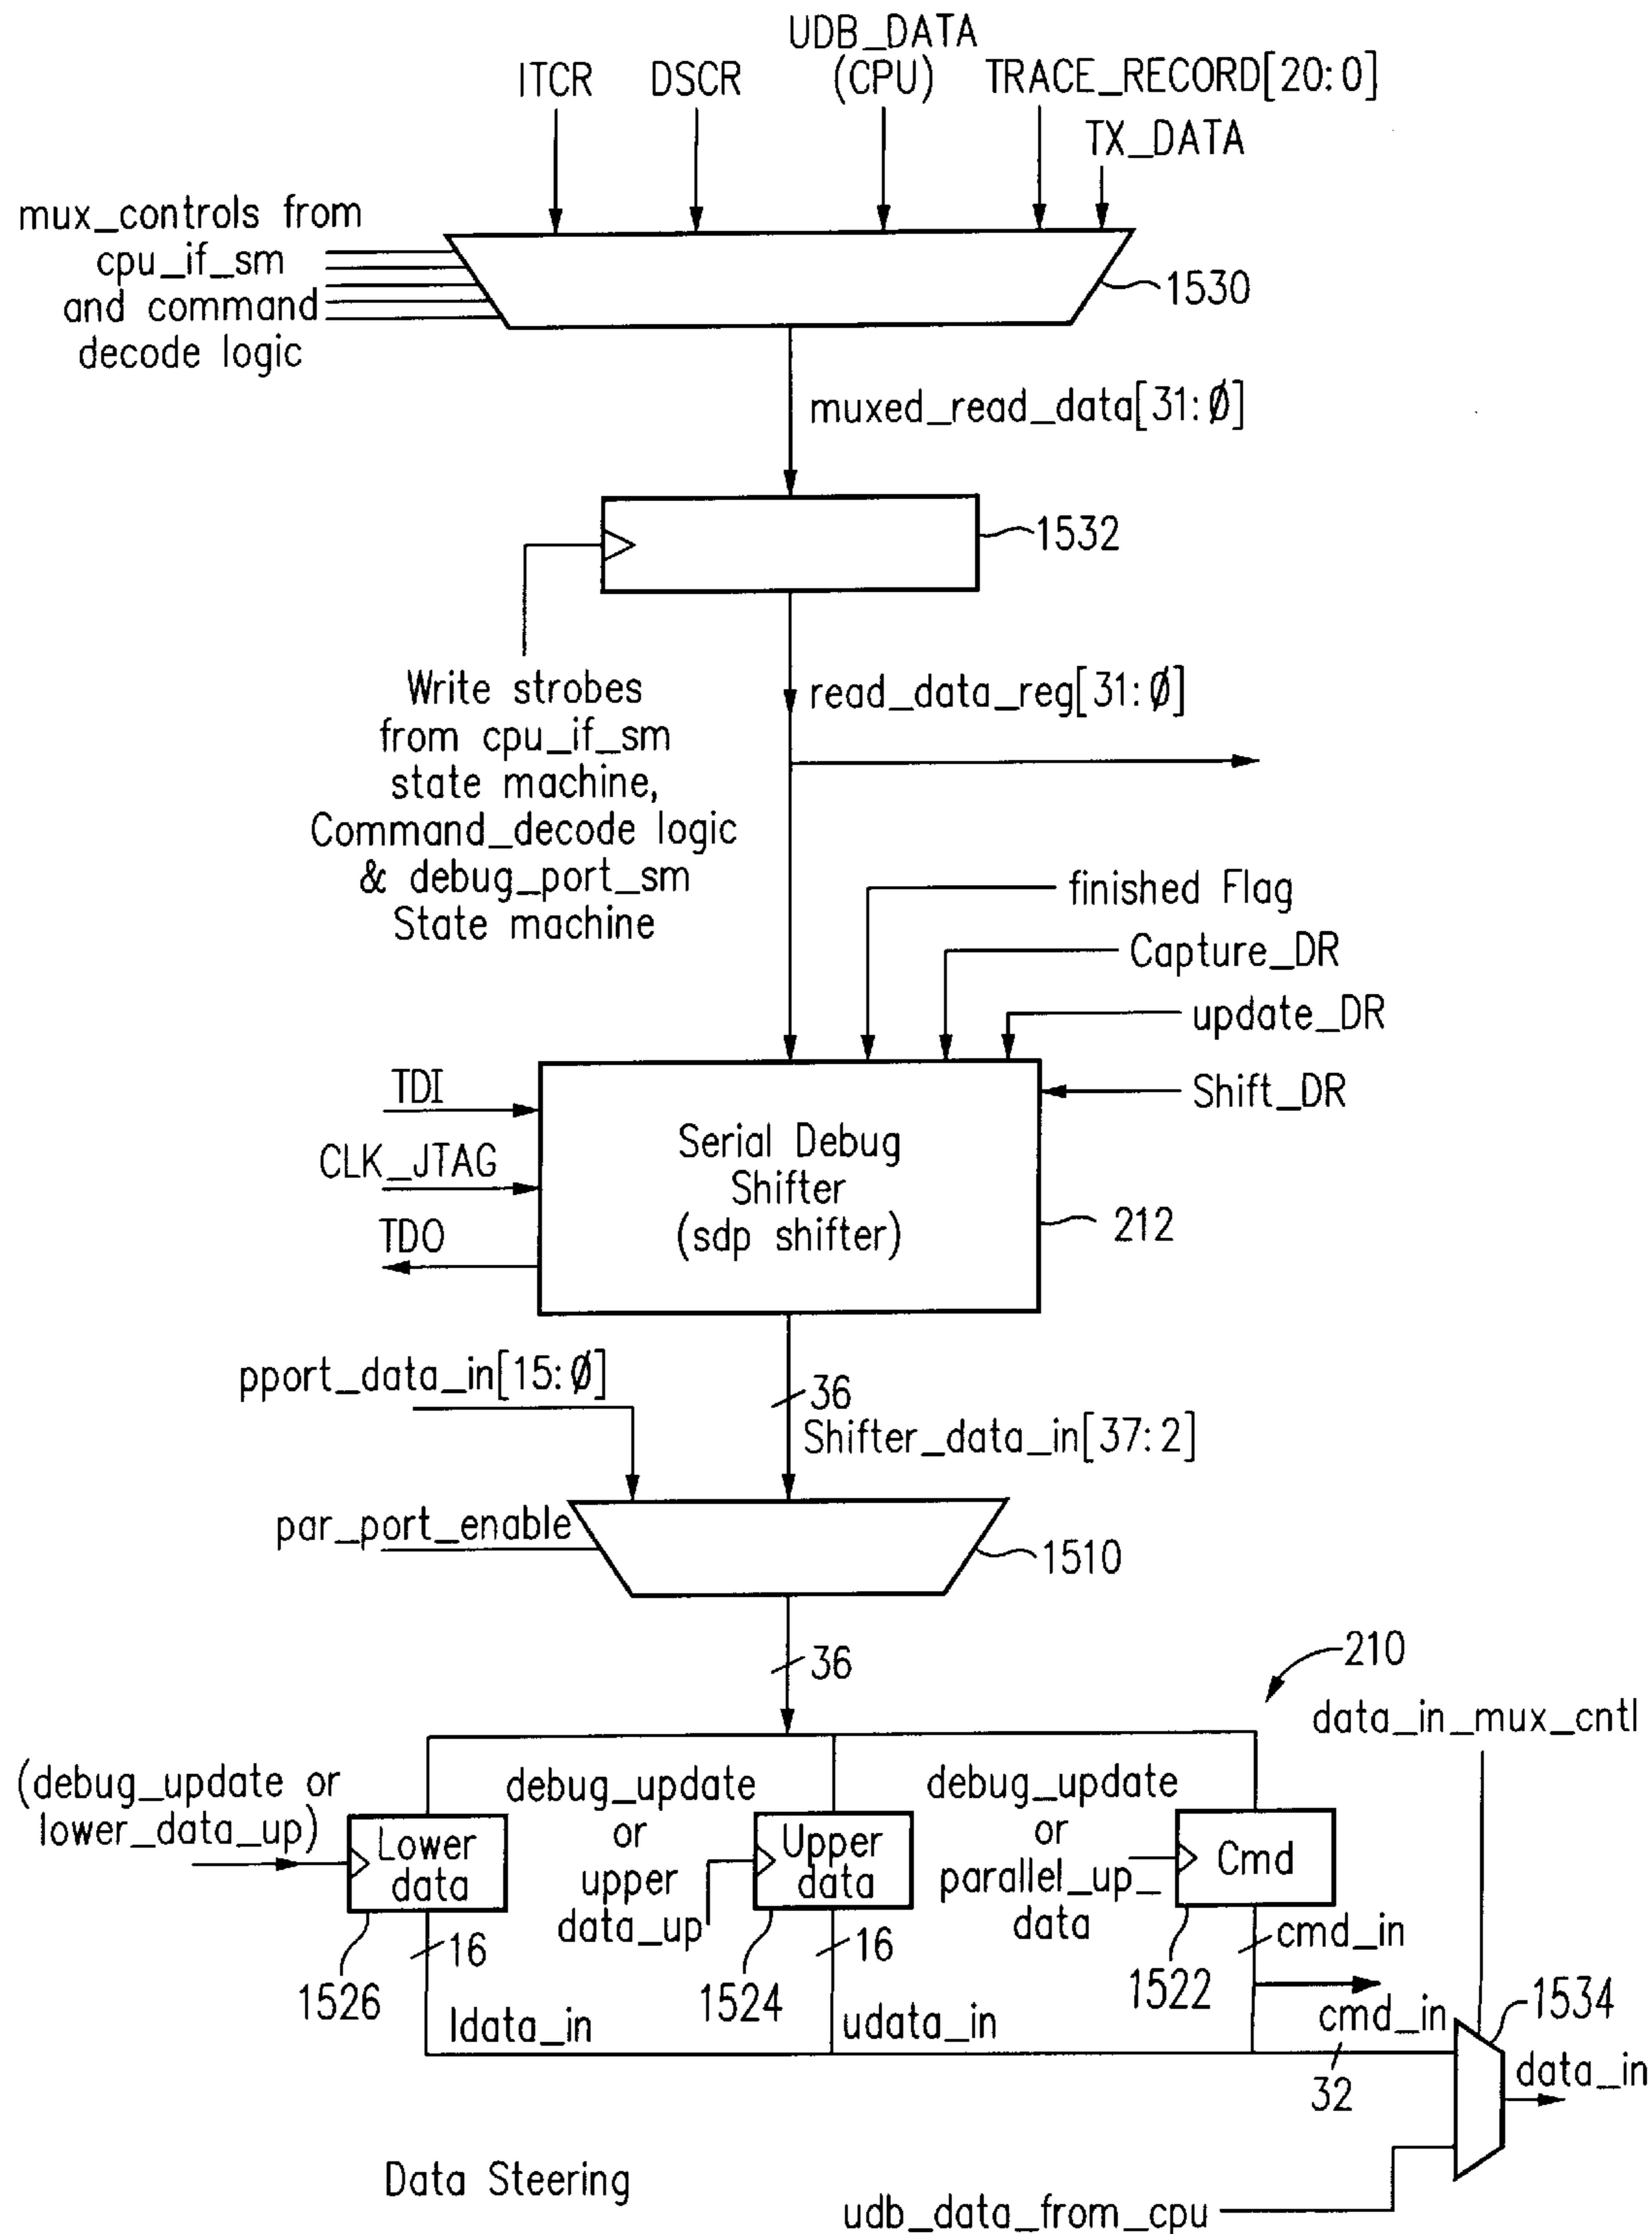 UDB_DATA
(CPU)
ITCR
DSCR
TRACE_RECORD[20:0]
TX_DATA
mux_controls from
cpu_if_sm
and command
decode logic
1530
muxed_read_data[31:Ø]
1532
Write strobes
from cpu_if_sm
state machine,
Command_decode logic
& debug_port_sm
State machine
read_data_reg[31:Ø]
finished Flag
Capture_DR
update_DR
Shift_DR
TDI
CLK_JTAG
TDO
Serial Debug
Shifter
(sdp shifter)
212
pport_data_in[15:Ø]
36
Shifter_data_in[37:2]
par_port_enable
1510
36
210
data_in_mux_cntl
(debug_update or
lower_data_up)
Lower
data
debug_update
or
upper
data_up
Upper
data
debug_update
or
parallel_up_
data
Cmd
16
16
cmd_in
1526
1524
1522
ldata_in
udata_in
cmd_in
32
1534
data_in
Data Steering
udb_data_from_cpu